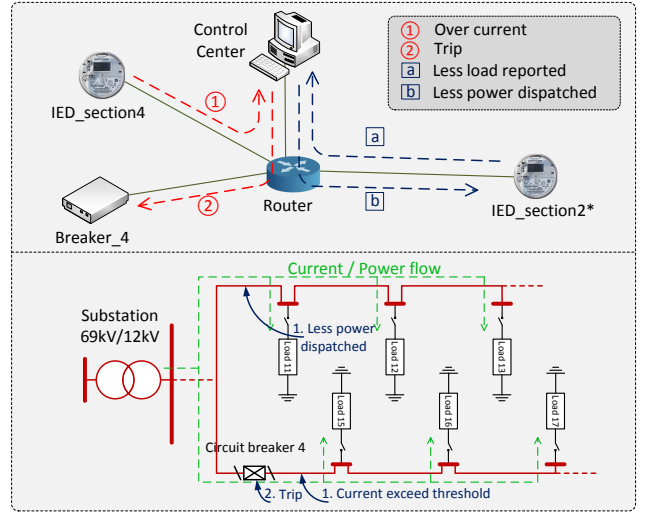 Control
Center
1 Over current
2 Trip
a Less load reported
b Less power dispatched
1
a
IED_section4
2
b
Router
IED_section2*
Breaker_4
Current / Power flow
Substation
69kV/12kV
1. Less power
dispatched
Load 11
Load 12
Load 13
Load 15
Load 16
Load 17
Circuit breaker 4
2. Trip
1. Current exceed threshold